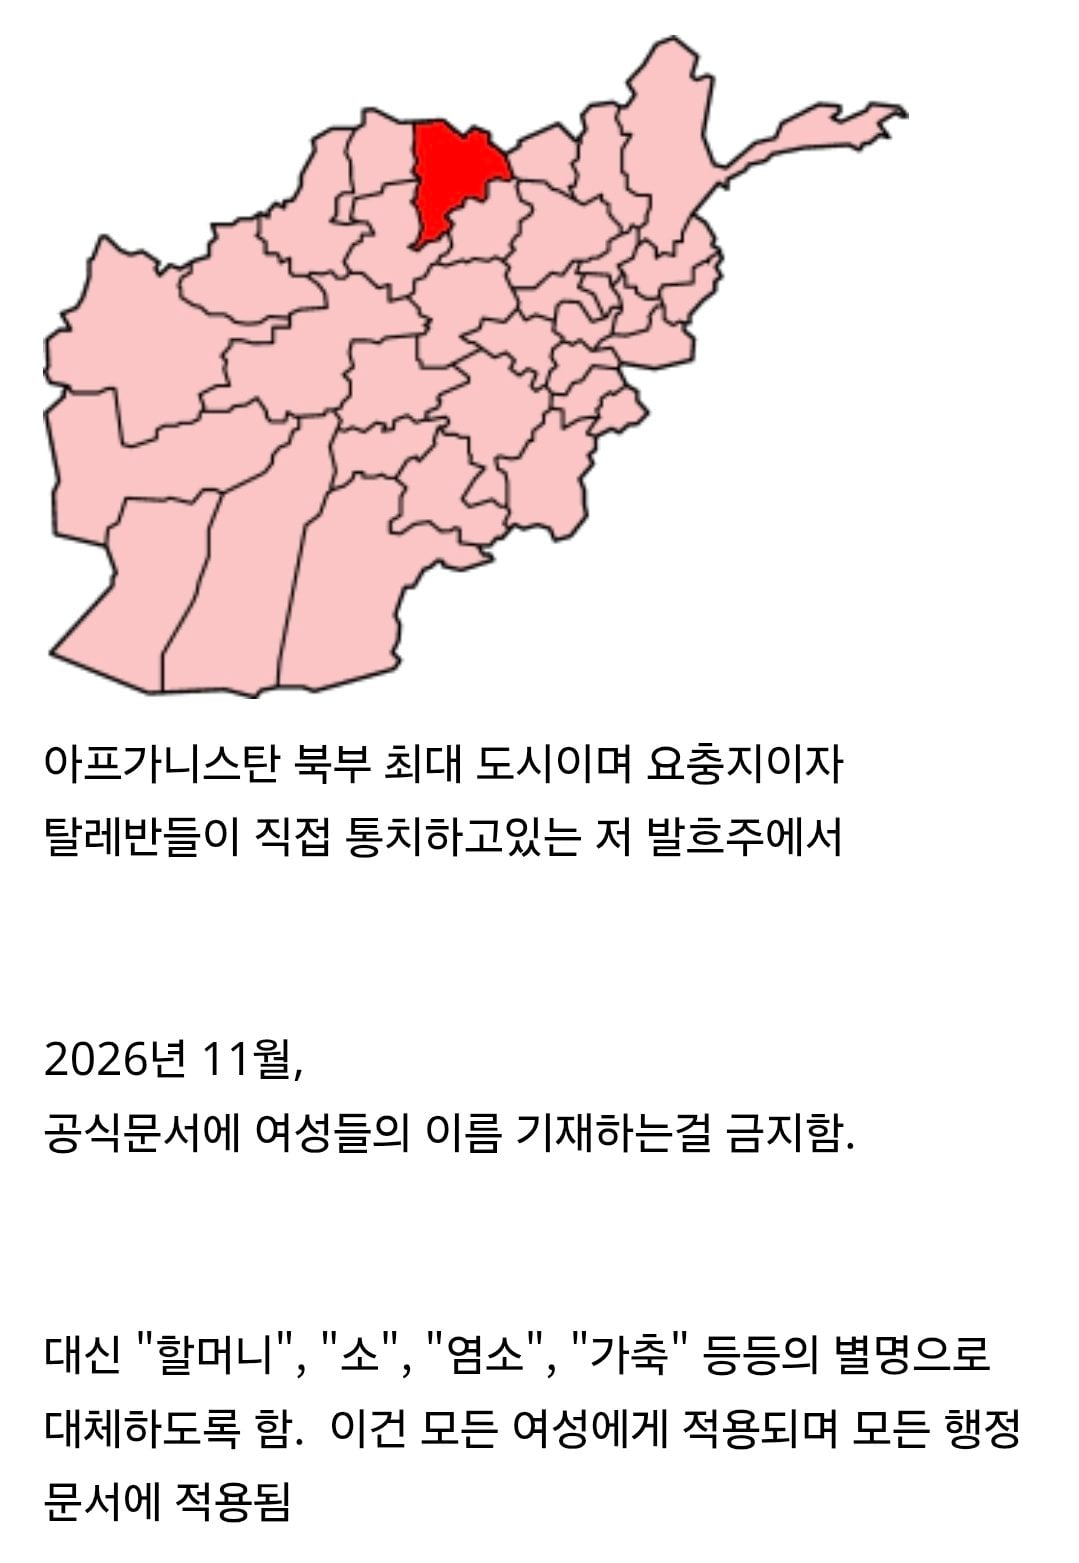 아프가니스탄 북부 최대 도시이며 요충지이자
탈레반들이 직접 통치하고있는 저 발흐주에서
2026년 11월,
공식문서에 여성들의 이름 기재하는걸 금지함.
대신 "할머니", "소", "염소", "가축" 등등의 별명으로
대체하도록 함.  이건 모든 여성에게 적용되며 모든 행정
문서에 적용됨